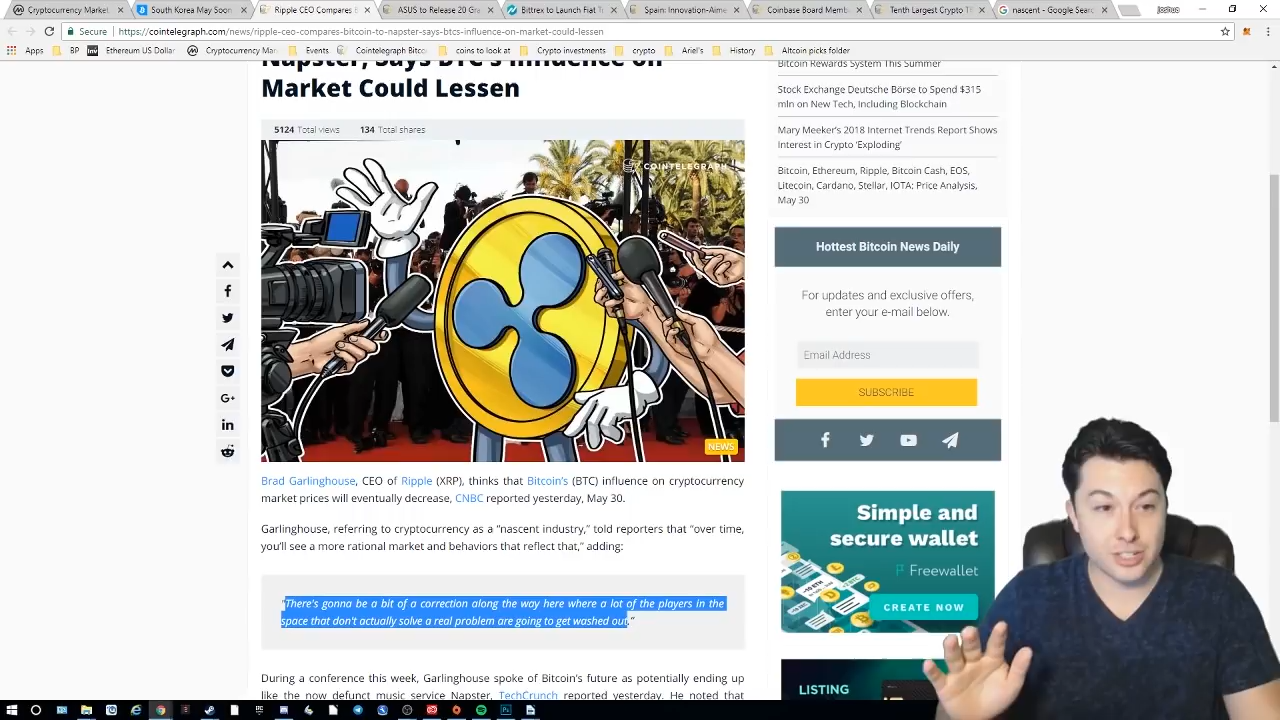 Cryptocurrency Market
South Korea May Soon
Ripple CEO Compares B
ASUS to Release 20 Gra
Bittrex to Launch Fiat T
Spain: Innovation-Aime
Coinbase Board Memb
Tenth Largest Crypto T
nascent - Google Searc
Joshua
Secure
https://cointelegraph.com/news/ripple-ceo-compares-bitcoin-to-napster-says-btcs-influence-on-market-could-lessen
Apps
BP
Ethereum US Dollar
Cryptocurrency Mar
Events
Cointelegraph Bitco
coins to look at
Crypto investments
crypto
Ariel's
History
Altcoin picks folder
Napster, Says BTC's Influence on
Market Could Lessen
5124 Total views
134 Total shares
COINTELEGRAPH
NEWS
Brad Garlinghouse, CEO of Ripple (XRP), thinks that Bitcoin's (BTC) influence on cryptocurrency
market prices will eventually decrease, CNBC reported yesterday, May 30.
Garlinghouse, referring to cryptocurrency as a "nascent industry," told reporters that "over time,
you'll see a more rational market and behaviors that reflect that," adding:
"There's gonna be a bit of a correction along the way here where a lot of the players in the
space that don't actually solve a real problem are going to get washed out."
During a conference this week, Garlinghouse spoke of Bitcoin's future as potentially ending up
like the now defunct music service Napster, TechCrunch reported yesterday. He noted that
Bitcoin Rewards System This Summer
Stock Exchange Deutsche Börse to Spend $315
mln on New Tech, Including Blockchain
Mary Meeker's 2018 Internet Trends Report Shows
Interest in Crypto 'Exploding'
Bitcoin, Ethereum, Ripple, Bitcoin Cash, EOS,
Litecoin, Cardano, Stellar, IOTA: Price Analysis,
May 30
Hottest Bitcoin News Daily
For updates and exclusive offers,
enter your e-mail below.
Email Address
SUBSCRIBE
Simple and
secure wallet
Freewallet
CREATE NOW
LISTING